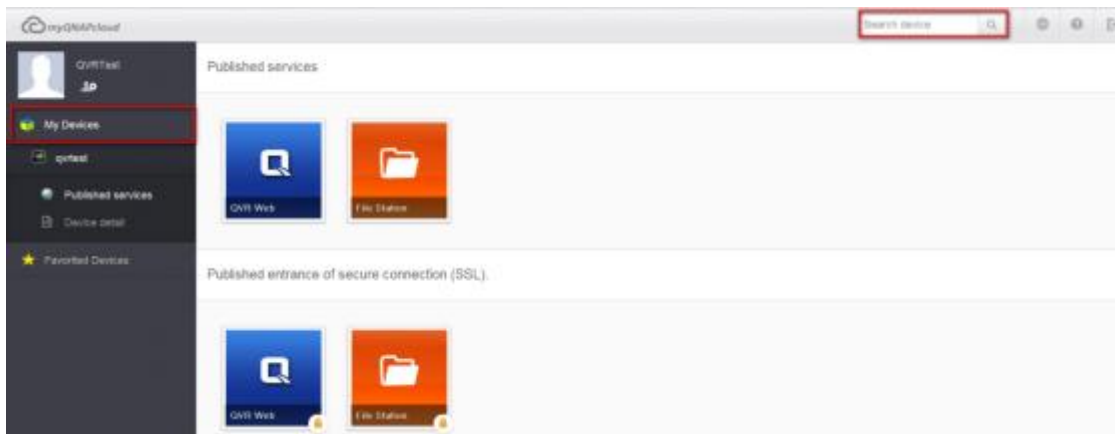 myQNAPcloud
Search device
QVRTest
Published services
My Devices
qvrtest
Published services
Device detail
Favorited Devices
QVR Web
File Station
Published entrance of secure connection (SSL).
QVR Web
File Station